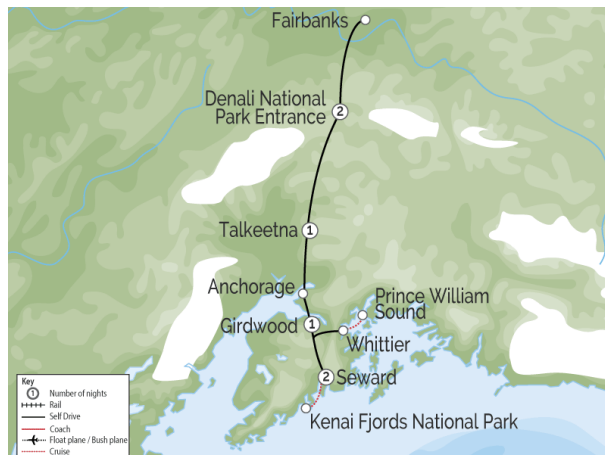 Fairbanks
Denali National
Park Entrance
2
Talkeetna
1
Anchorage
Prince William
Sound
Girdwood
1
Whittier
2
Seward
Kenai Fjords National Park
Key
1
Number of nights
Rail
Self Drive
Coach
Float plane / Bush plane
Cruise